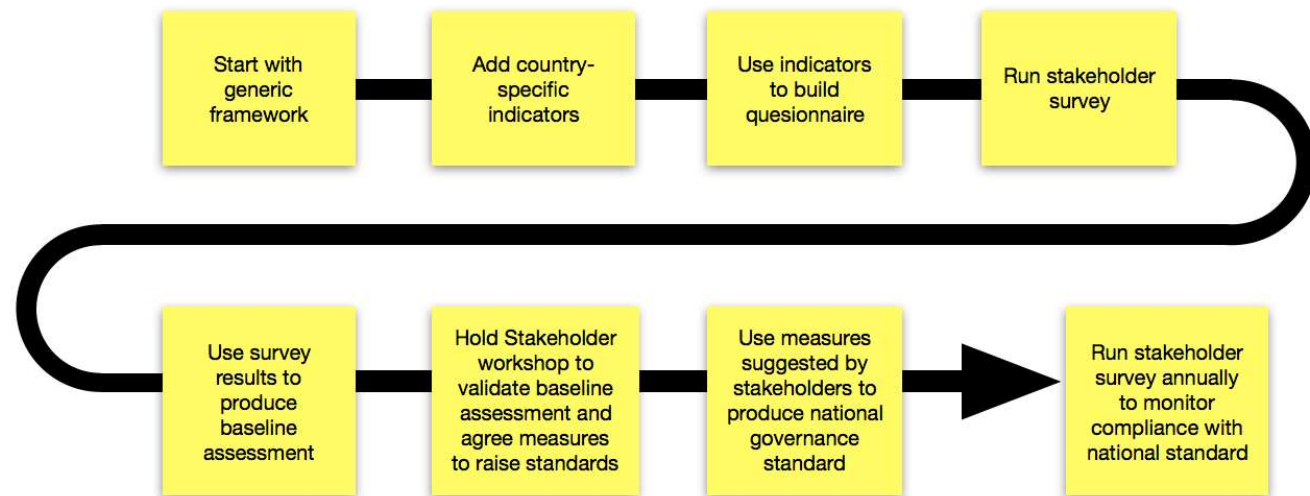 Start with
generic
framework
Add country-
specific
indicators
Use indicators
to build
quesionnaire
Run stakeholder
survey
Use survey
results to
produce
baseline
assessment
Hold Stakeholder
workshop to
validate baseline
assessment and
agree measures
to raise standards
Use measures
suggested by
stakeholders to
produce national
governance
standard
Run stakeholder
survey annually
to monitor
compliance with
national standard